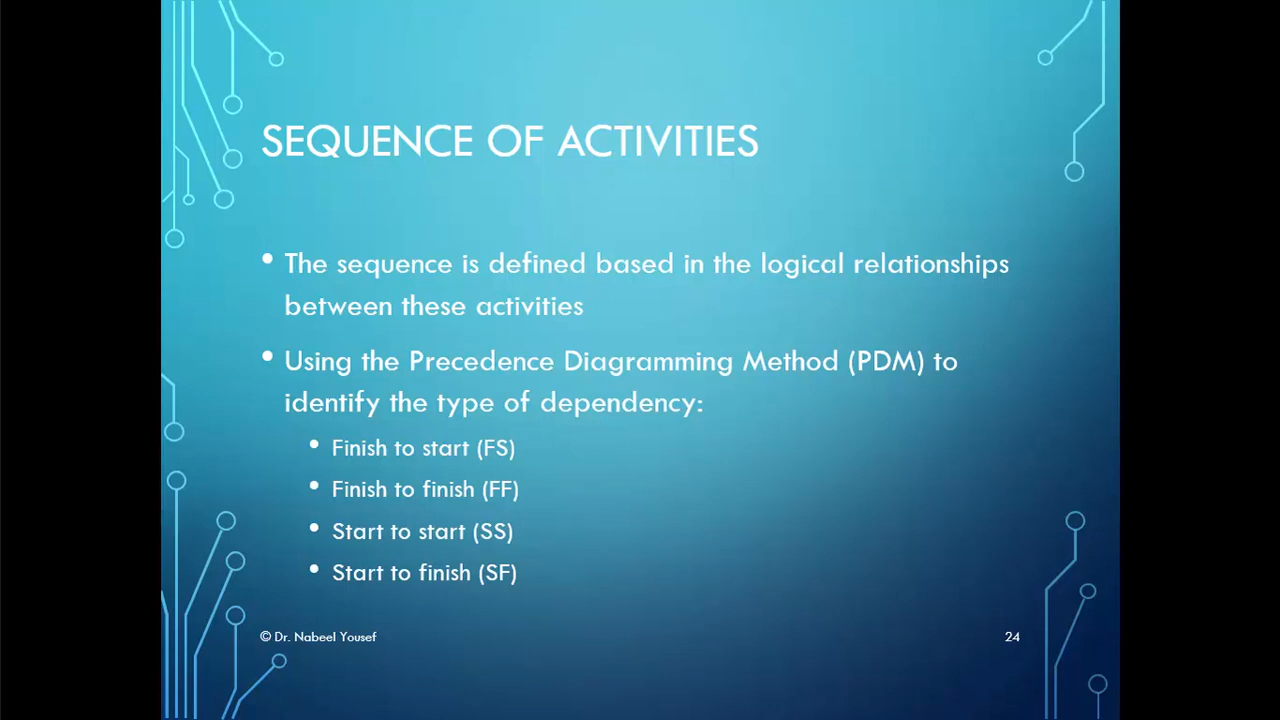 SEQUENCE OF ACTIVITIES
• The sequence is defined based in the logical relationships
between these activities
• Using the Precedence Diagramming Method (PDM) to
identify the type of dependency:
• Finish to start (FS)
• Finish to finish (FF)
• Start to start (SS)
• Start to finish (SF)
© Dr. Nabeel Yousef
24